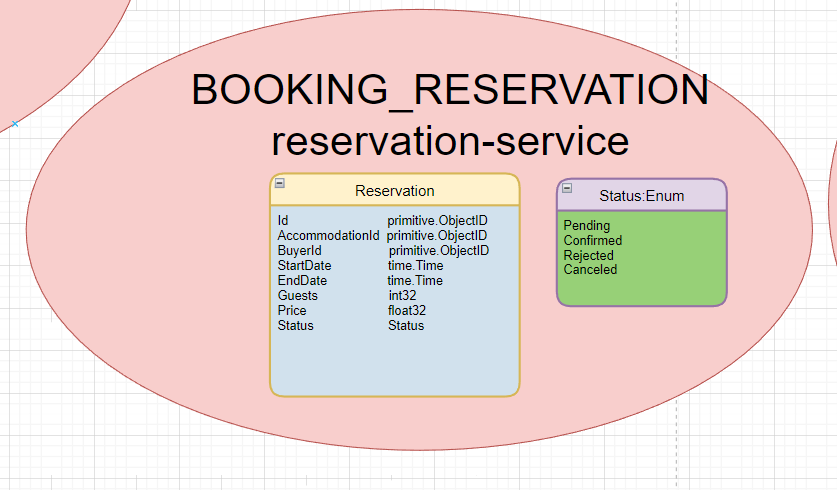 BOOKING_RESERVATION
reservation-service
Reservation
Id primitive.ObjectID
AccommodationId primitive.ObjectID
BuyerId primitive.ObjectID
StartDate time.Time
EndDate time.Time
Guests int32
Price float32
Status Status
Status:Enum
Pending
Confirmed
Rejected
Canceled